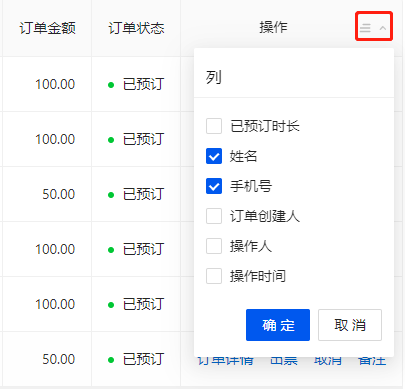 订单金额 订单状态 操作
列
100.00 已预订
已预订时长
100.00 已预订
姓名
50.00 已预订
手机号
订单创建人
100.00 已预订
操作人
操作时间
100.00 已预订
确 定 取 消
50.00 已预订 订单详情 出票 取消 备注